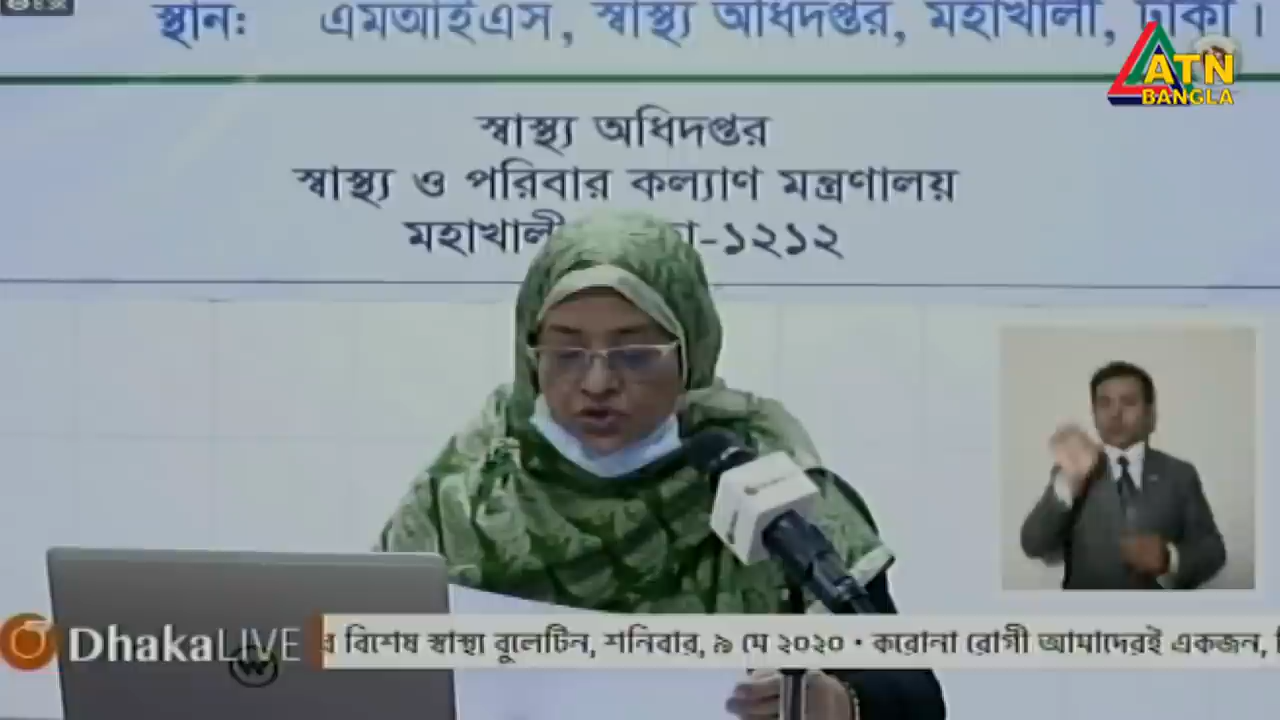 স্থান: এমআইএস, স্বাস্থ্য অধিদপ্তর, মহাখালী, ঢাকা।
ATN
BANGLA
স্বাস্থ্য অধিদপ্তর
স্বাস্থ্য ও পরিবার কল্যাণ মন্ত্রণালয়
মহাখালী -১২১২
DhakaLIVE
র বিশেষ স্বাস্থ্য বুলেটিন, শনিবার, ৯ মে ২০২০ • করোনা রোগী আমাদেরই একজন,